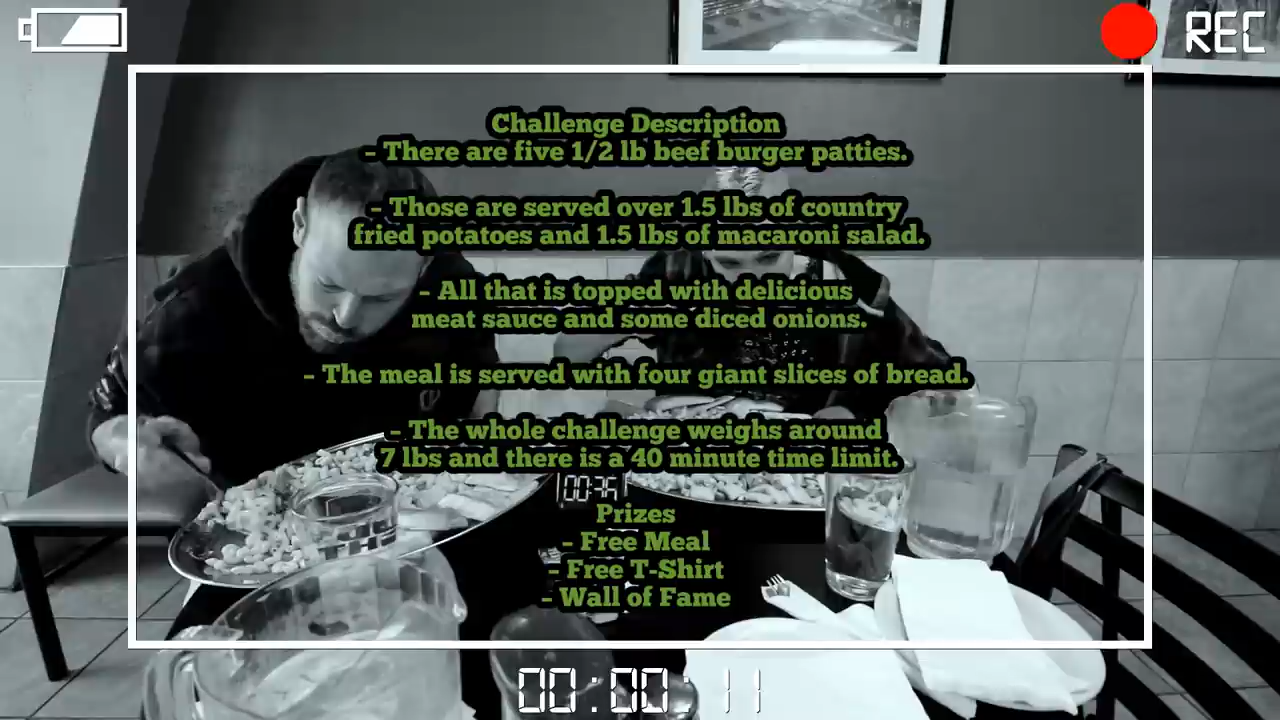 REC
Challenge Description
- There are five 1/2 lb beef burger patties.
- Those are served over 1.5 lbs of country
fried potatoes and 1.5 lbs of macaroni salad.
- All that is topped with delicious
meat sauce and some diced onions.
- The meal is served with four giant slices of bread.
- The whole challenge weighs around
7 lbs and there is a 40 minute time limit.
Prizes
- Free Meal
- Free T-Shirt
- Wall of Fame
00:00:11